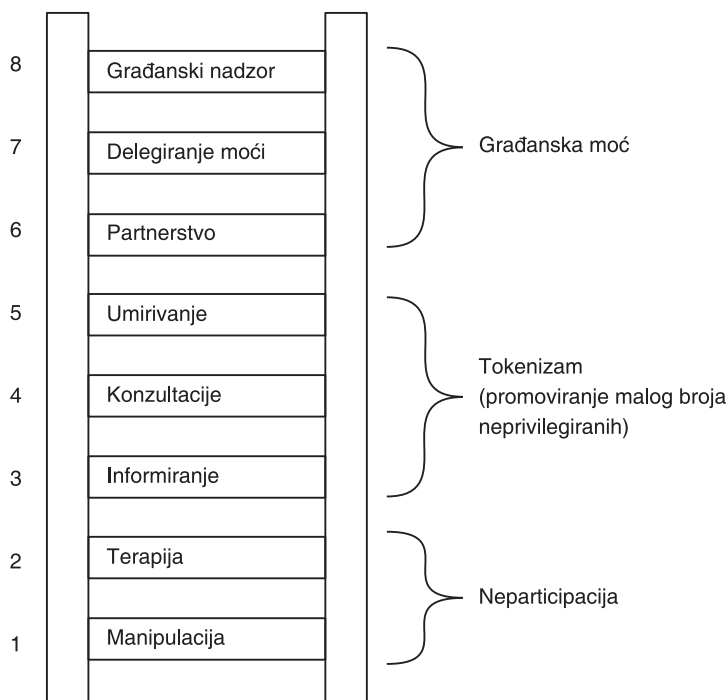 8
Građanski nadzor
7
Delegiranje moći
Građanska moć
6
Partnerstvo
5
Umirivanje
Tokenizam
(promoviranje malog broja
neprivilegiranih)
4
Konzultacije
3
Informiranje
2
Terapija
Neparticipacija
1
Manipulacija